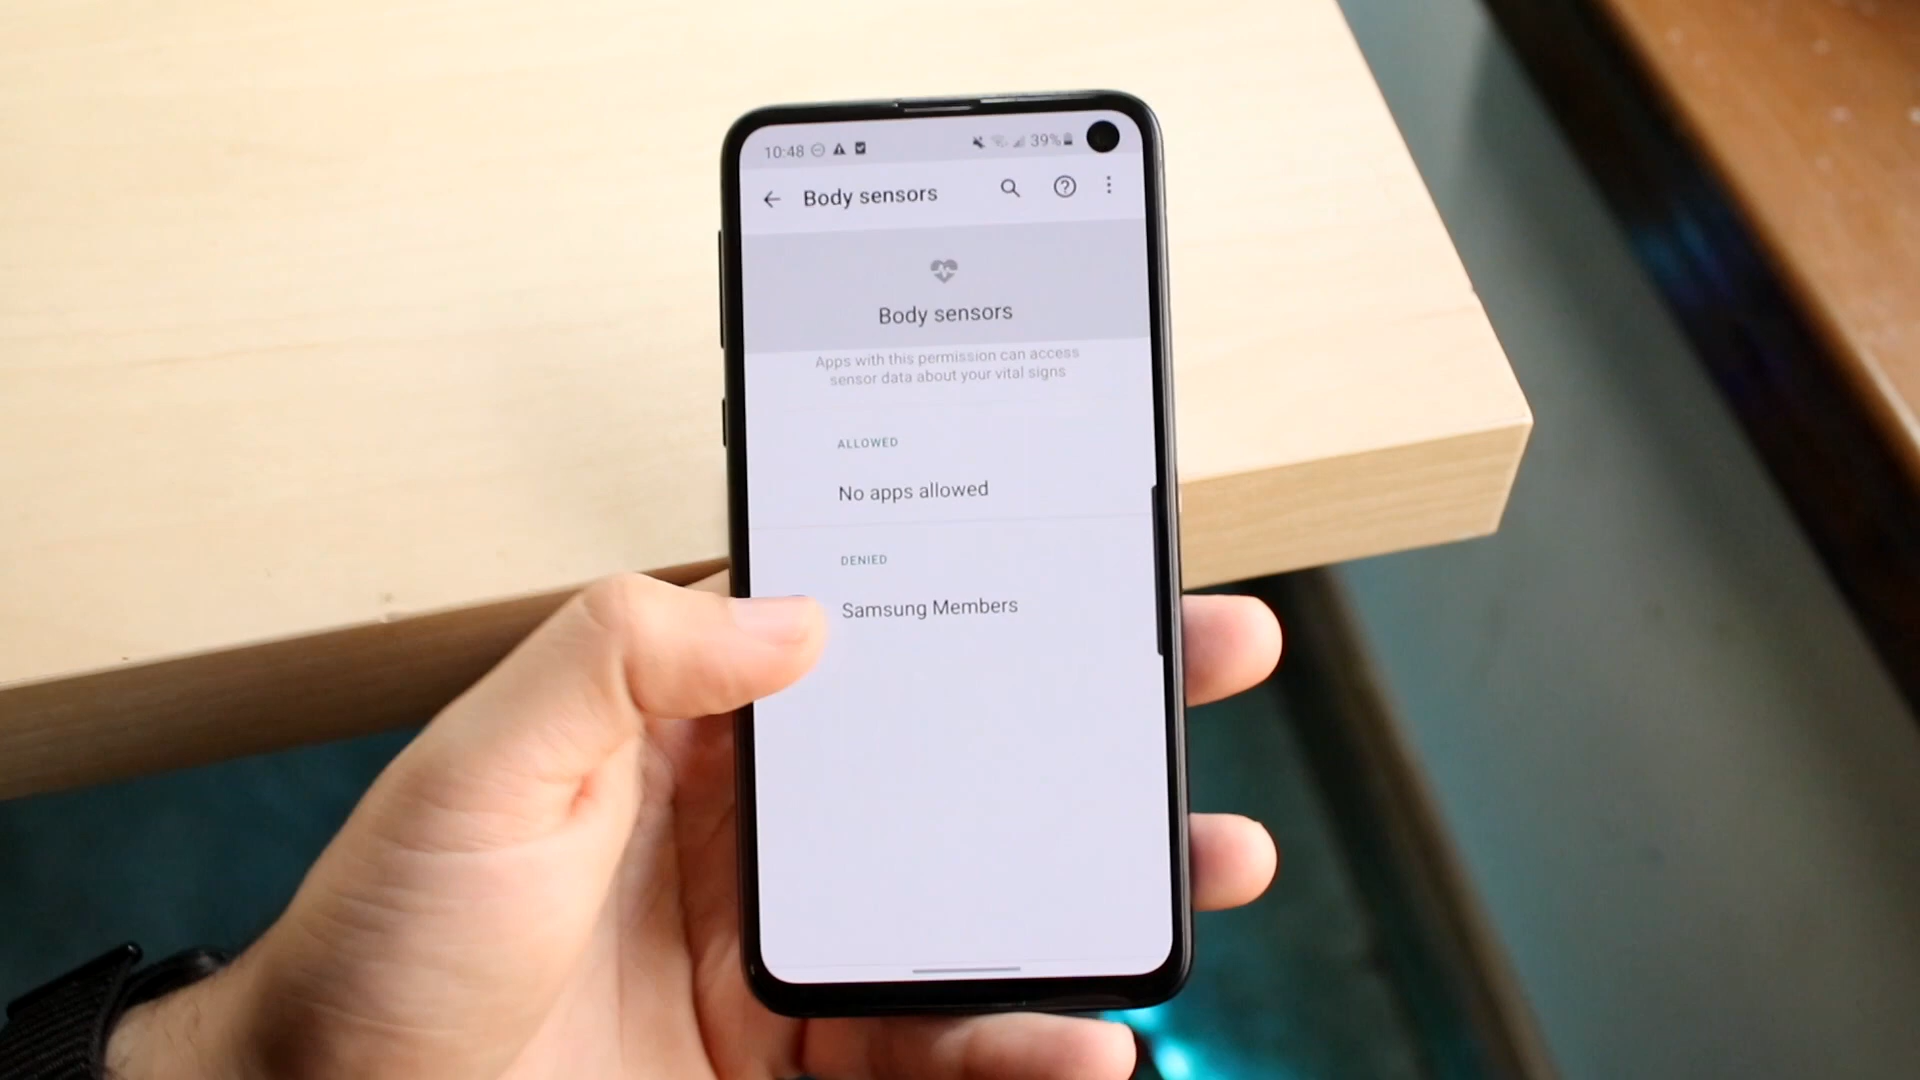 10:48 39%
Body sensors
Body sensors
Apps with this permission can access
sensor data about your vital signs
ALLOWED
No apps allowed
DENIED
Samsung Members